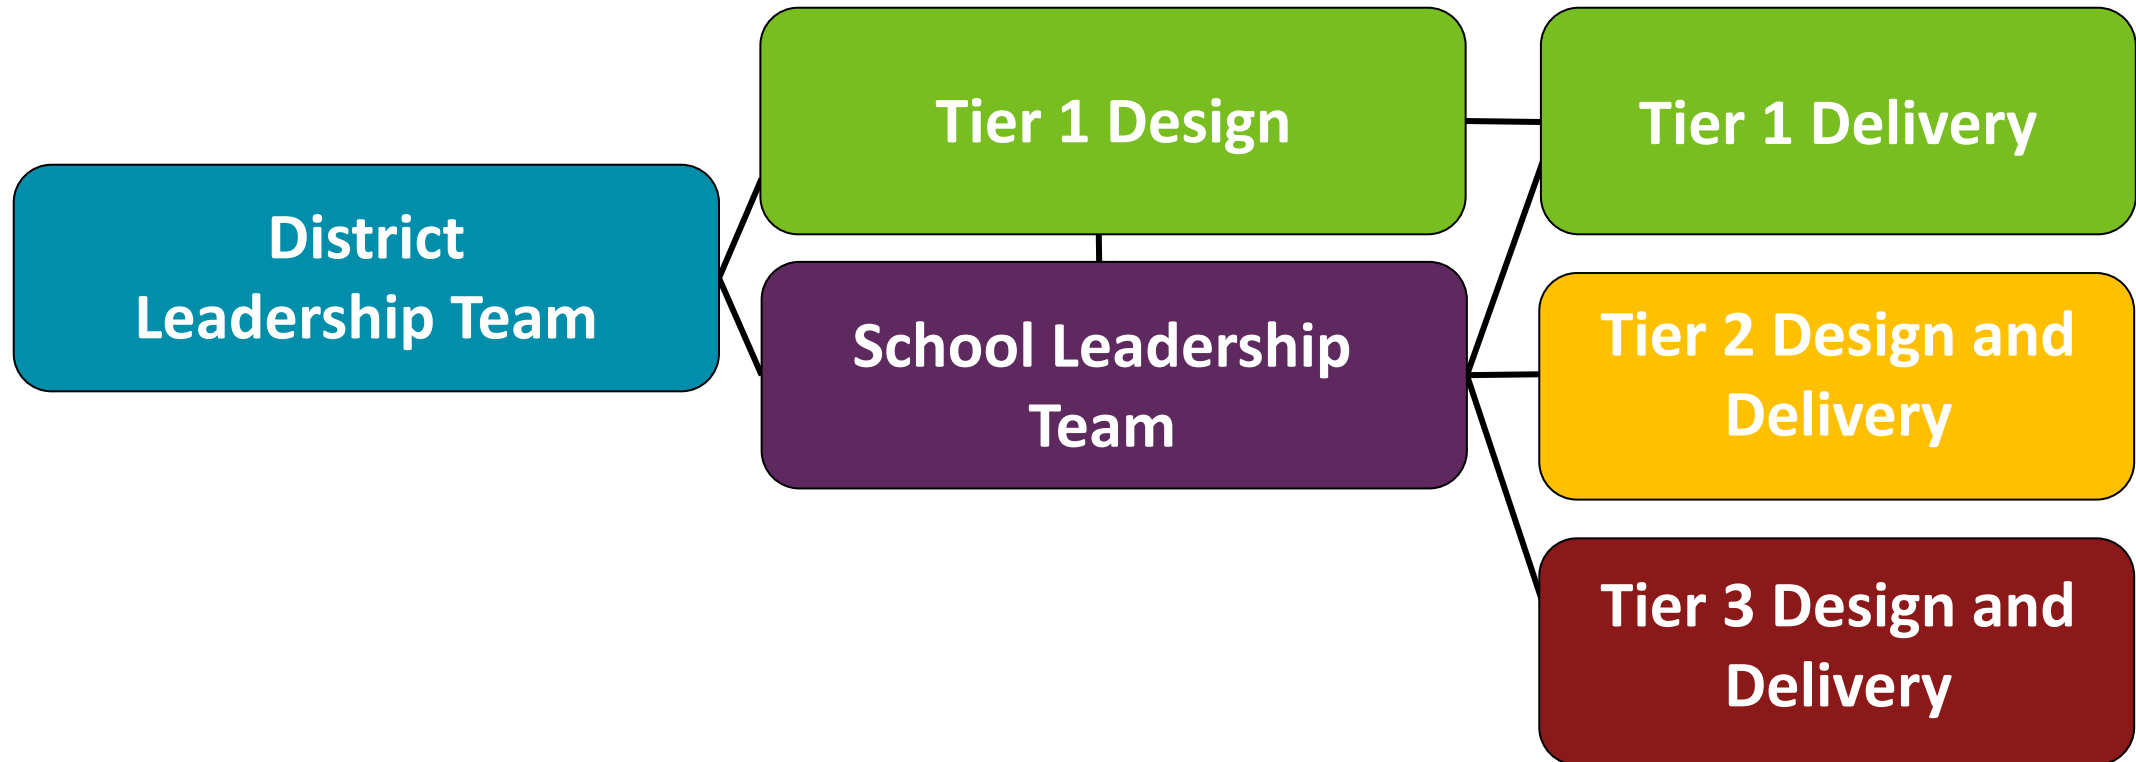 District
Leadership Team
Tier 1 Design
School Leadership
Team
Tier 1 Delivery
Tier 2 Design and
Delivery
Tier 3 Design and
Delivery